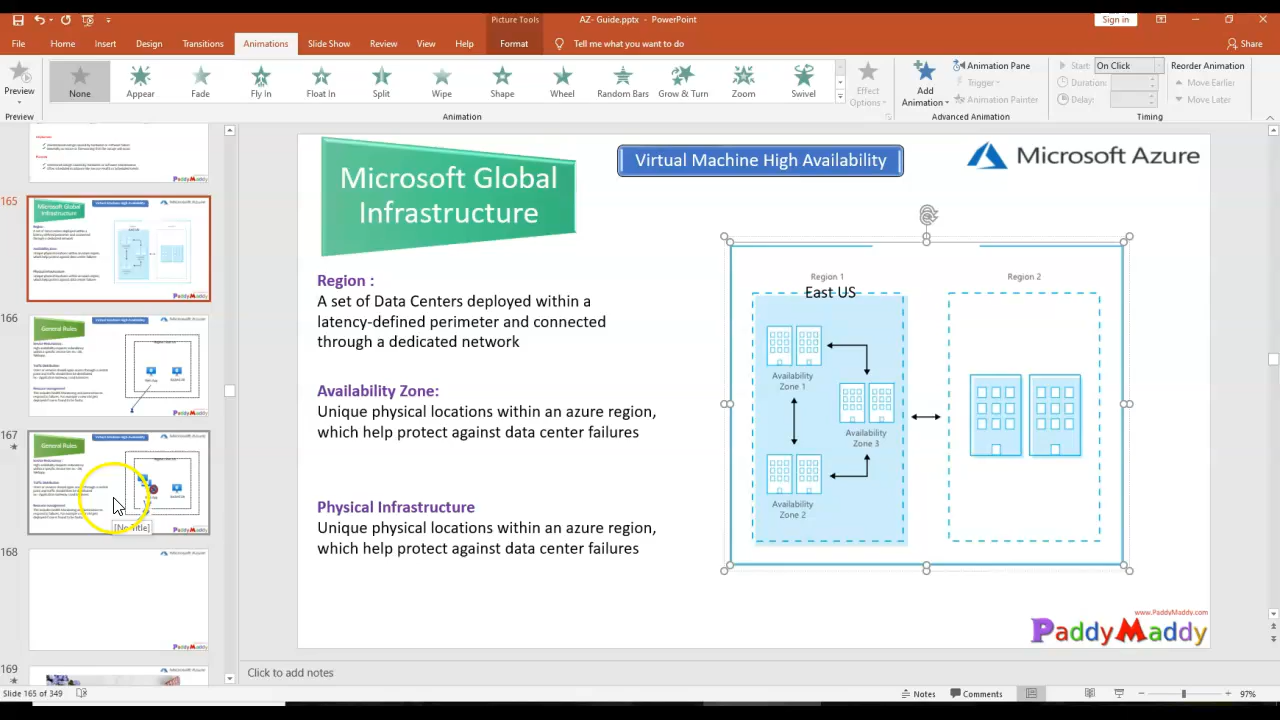 Picture Tools
AZ- Guide.pptx - PowerPoint
Sign in
File Home Insert Design Transitions Animations Slide Show Review View Help Format Tell me what you want to do Share
Preview None Appear Fade Fly In Float In Split Wipe Shape Wheel Random Bars Grow & Turn Zoom Swivel
Effect Options
Add Animation
Animation Pane
Trigger
Animation Painter
Start: On Click
Duration:
Delay:
Reorder Animation
Move Earlier
Move Later
Preview Animation Advanced Animation Timing
165
166
167
168
169
General Rules
General Rules
[No Title]
Microsoft Global
Infrastructure
Virtual Machine High Availability
Microsoft Azure
Region :
A set of Data Centers deployed within a
latency-defined perimeter and connected
through a dedicated network
Availability Zone:
Unique physical locations within an azure region,
which help protect against data center failures
Physical Infrastructure
Unique physical locations within an azure region,
which help protect against data center failures
Region 1
East US
Region 2
Availability
Zone 1
Availability
Zone 3
Availability
Zone 2
www.PaddyMaddy.com
PaddyMaddy
Click to add notes
Slide 165 of 349
Notes Comments 97%